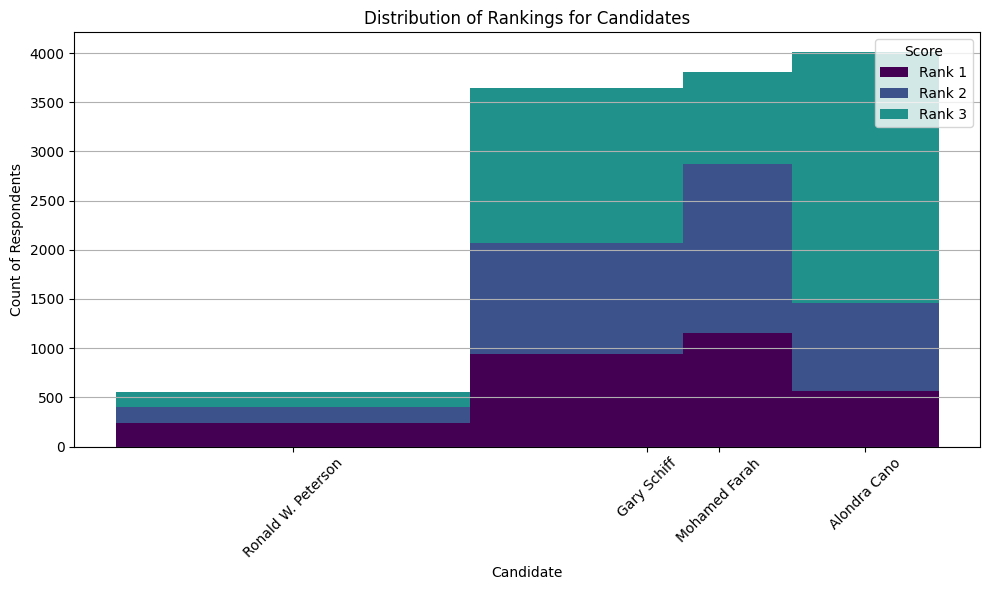 Distribution of Rankings for Candidates
Score
Rank 1
Rank 2
Rank 3
Count of Respondents
4000
3500
3000
2500
2000
1500
1000
500
0
Ronald W. Peterson
Gary Schiff
Mohamed Farah
Alondra Cano
Candidate